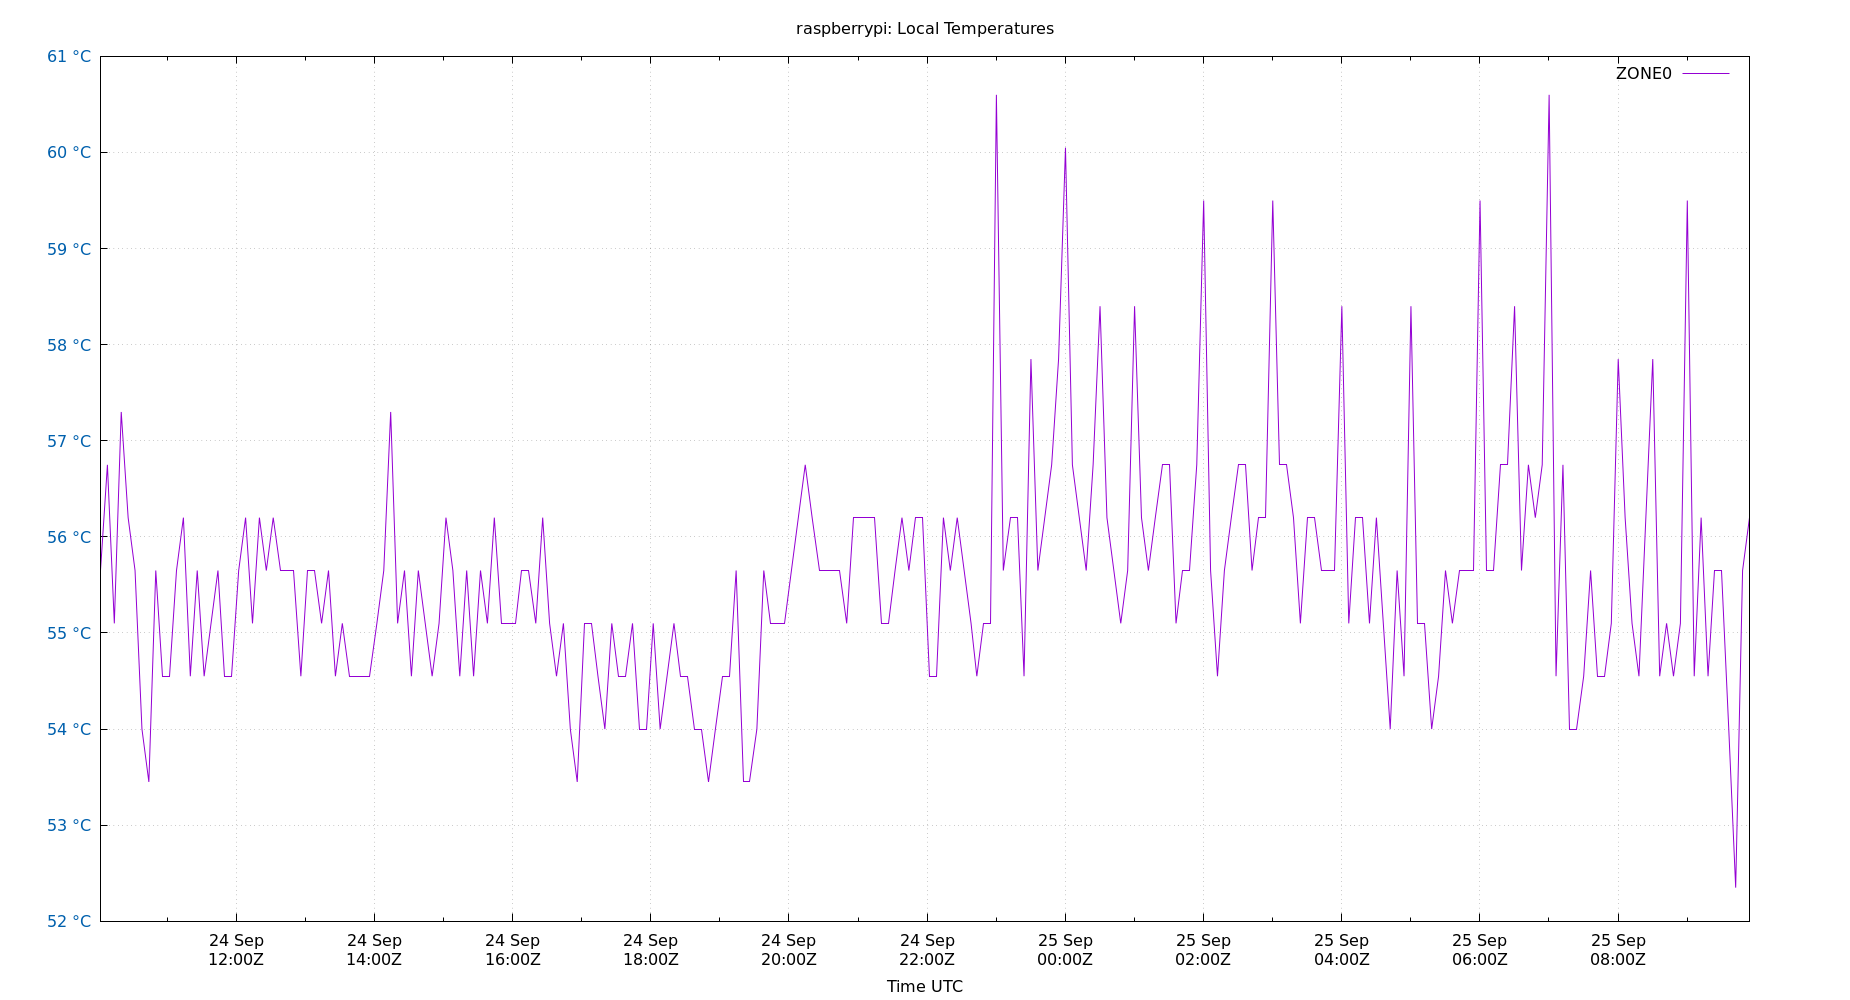 raspberrypi: Local Temperatures
61 °C
ZONE0
60 °C
59 °C
58 °C
57 °C
56 °C
55 °C
54 °C
53 °C
52 °C
24 Sep 24 Sep 24 Sep 24 Sep 24 Sep 24 Sep 25 Sep 25 Sep 25 Sep 25 Sep 25 Sep
12:00Z 14:00Z 16:00Z 18:00Z 20:00Z 22:00Z 00:00Z 02:00Z 04:00Z 06:00Z 08:00Z
Time UTC